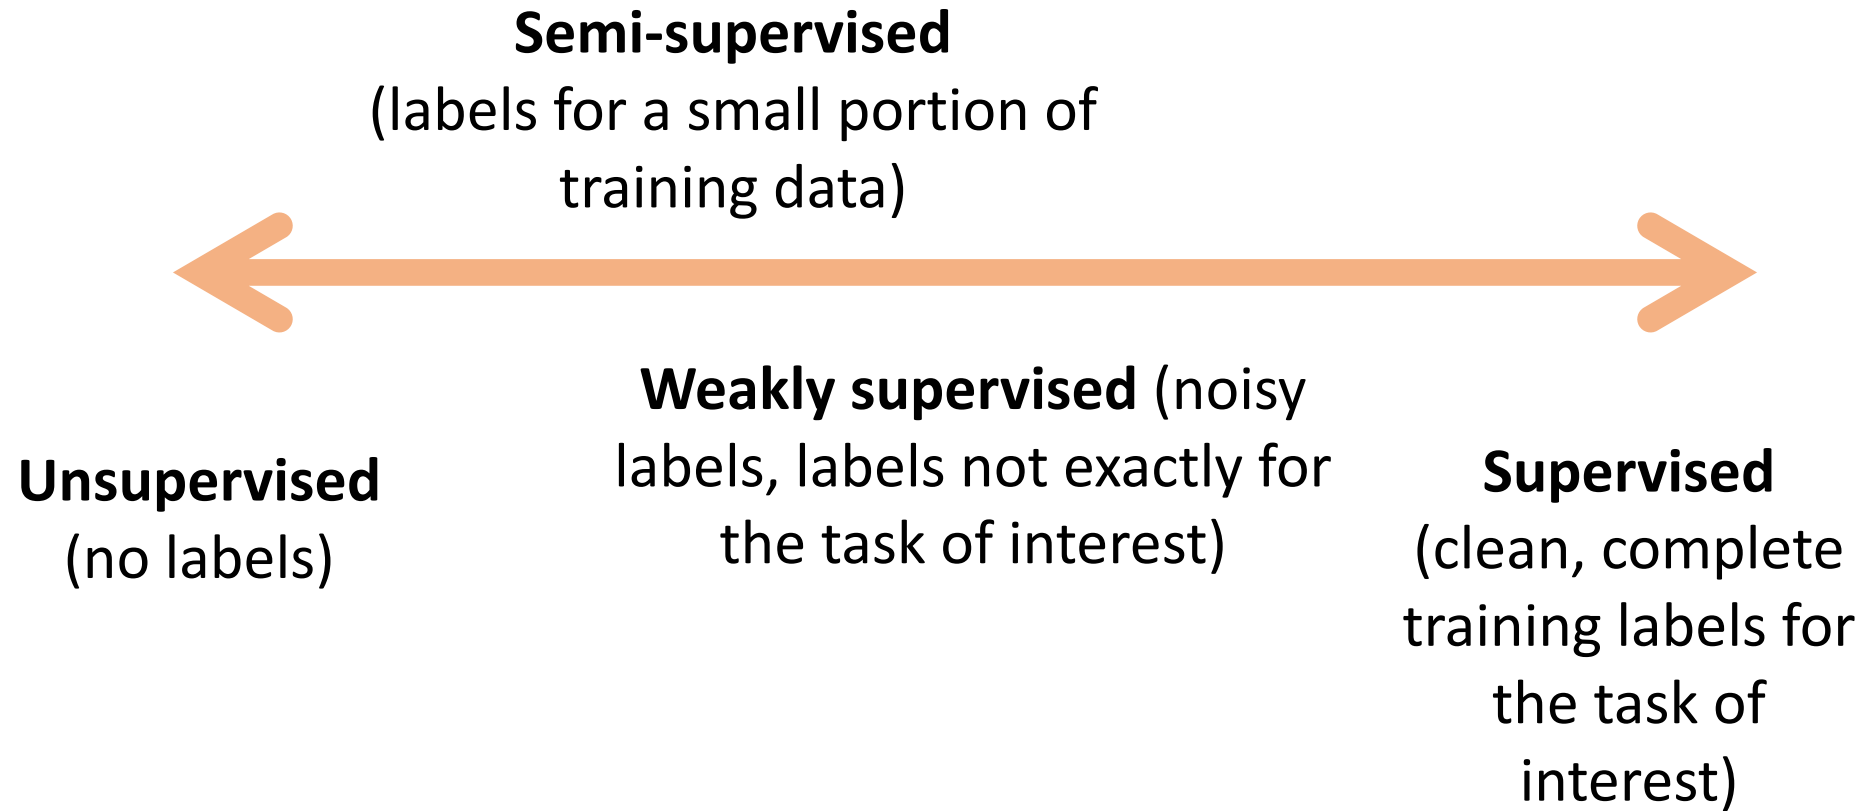 Semi-supervised
(labels for a small portion of
training data)
Weakly supervised (noisy
labels, labels not exactly for
the task of interest)
Unsupervised
(no labels)
Supervised
(clean, complete
training labels for
the task of
interest)